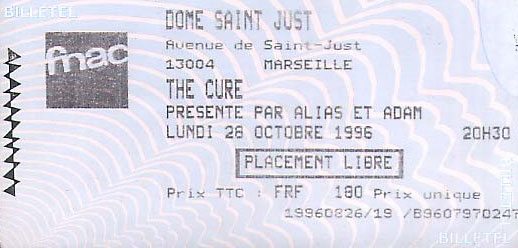 BILLETEL
fnac
DOME SAINT JUST
Avenue de Saint-Just
13004 MARSEILLE
THE CURE
PRESENTE PAR ALIAS ET ADAM
LUNDI 28 OCTOBRE 1996 20H30
PLACEMENT LIBRE
Prix TTC : FRF 180 Prix unique
19960826/19 /B9607970247
BILLETEL